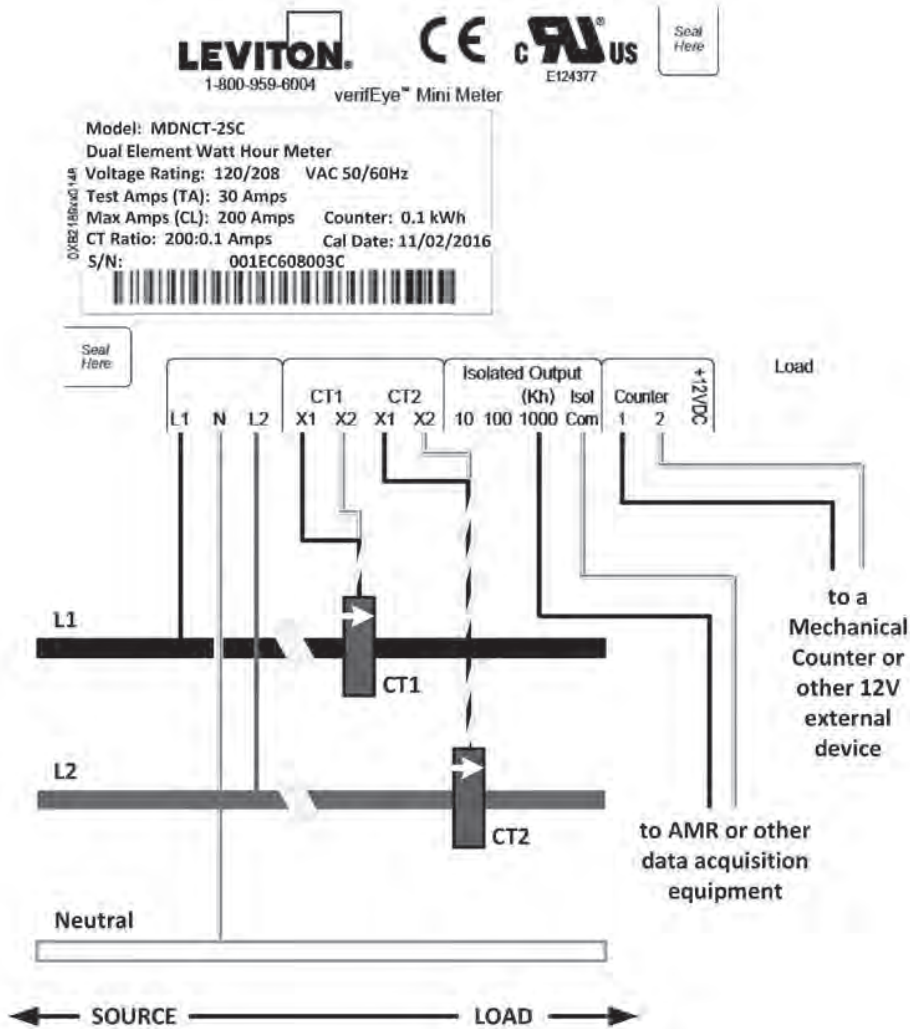 LEVITON®
1-800-959-6004
CE
c RU® US
E124377
Seal
Here
verifEye™ Mini Meter
Model: MDNCT-2SC
Dual Element Watt Hour Meter
Voltage Rating: 120/208 VAC 50/60Hz
Test Amps (TA): 30 Amps
Max Amps (CL): 200 Amps Counter: 0.1 kWh
CT Ratio: 200:0.1 Amps Cal Date: 11/02/2016
S/N: 001EC608003C
Seal
Here
Isolated Output
Load
CT1 CT2 (Kh) Isol Counter +12VDC
L1 N L2 X1 X2 X1 X2 10 100 1000 Com 1 2
L1
CT1
to a
Mechanical
Counter or
other 12V
external
device
L2
CT2
to AMR or other
data acquisition
equipment
Neutral
SOURCE LOAD